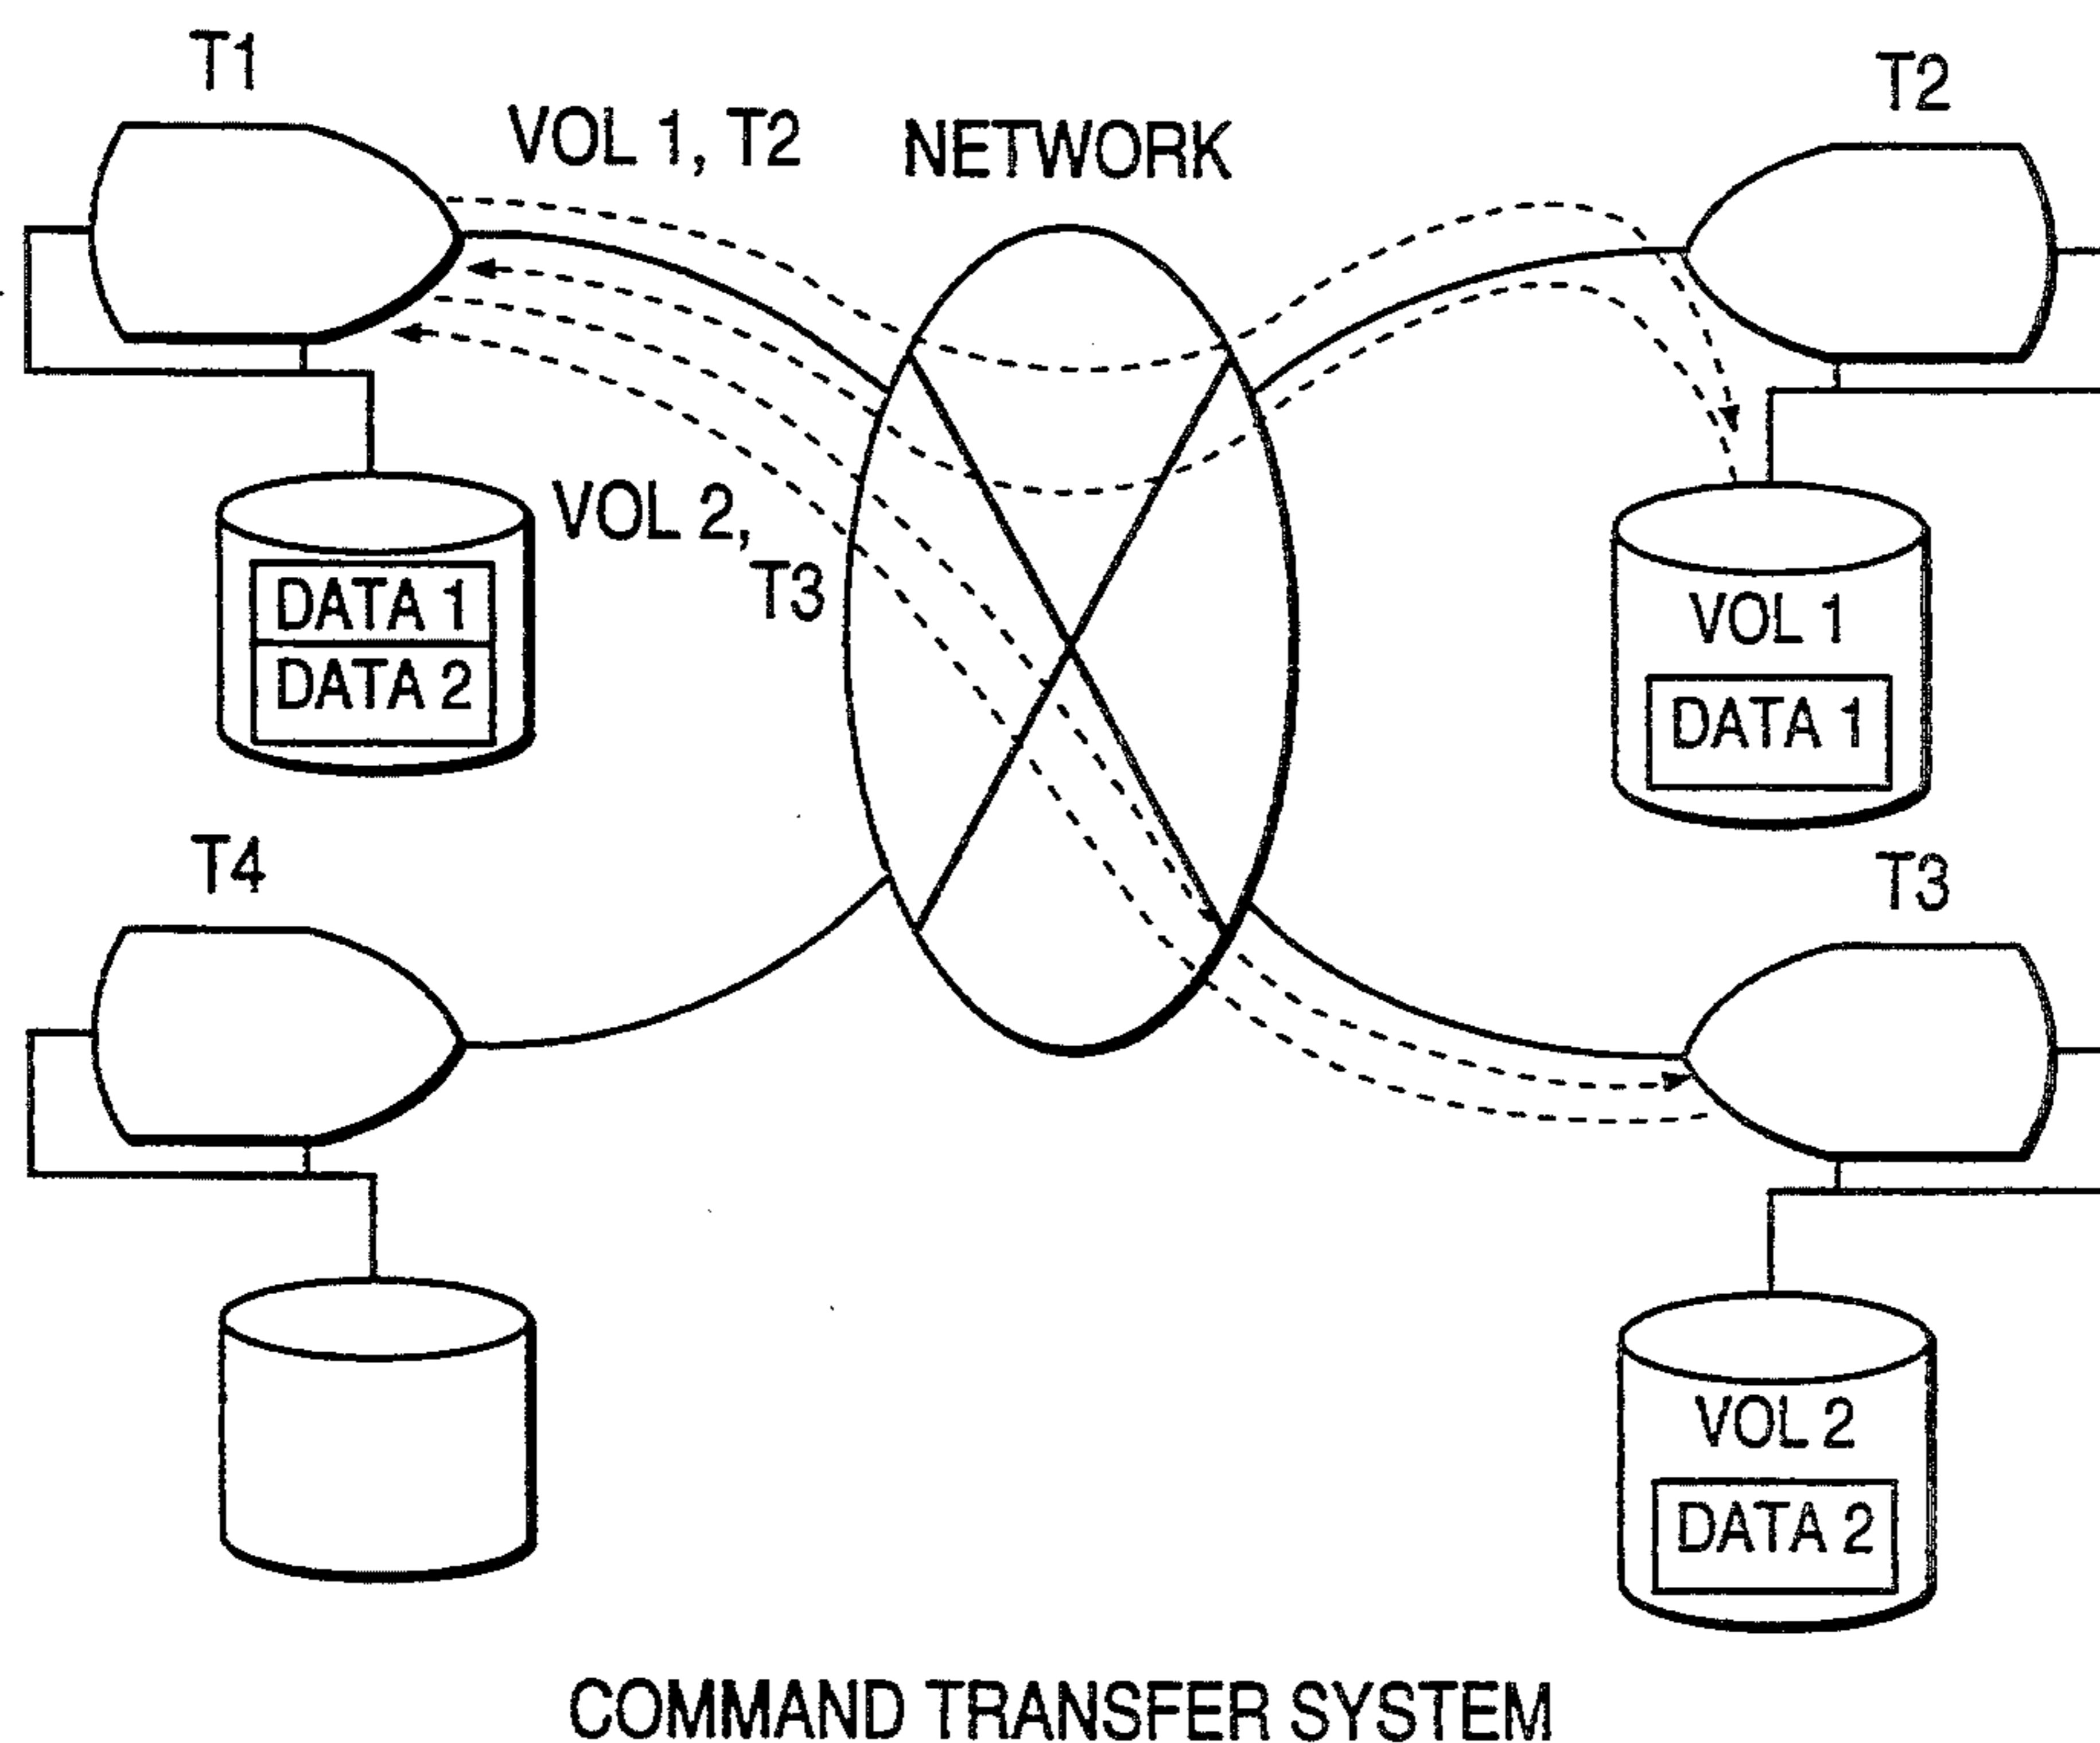 T1
T2
VOL 1, T2
NETWORK
VOL 2,
T3
DATA 1
DATA 2
VOL 1
DATA 1
T4
T3
VOL 2
DATA 2
COMMAND TRANSFER SYSTEM